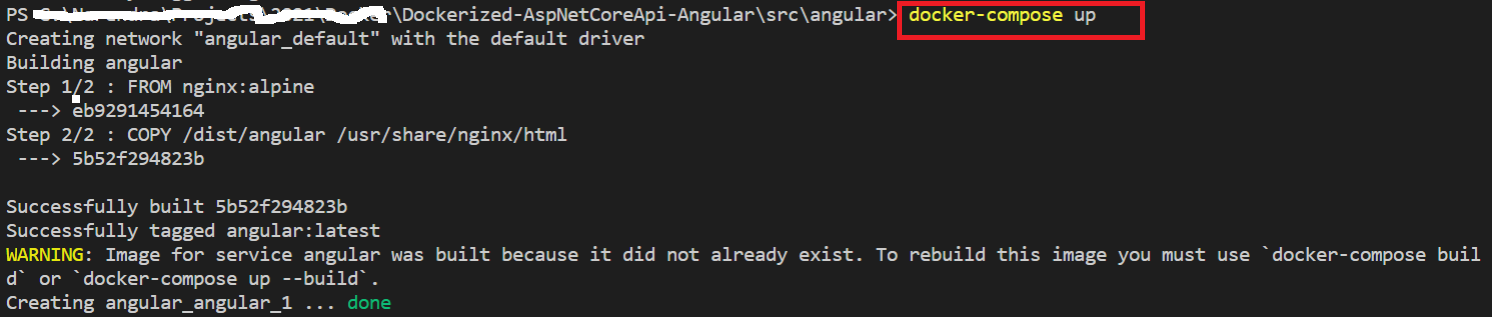 PS \Dockerized-AspNetCoreApi-Angular\src\angular> docker-compose up
Creating network "angular_default" with the default driver
Building angular
Step 1/2 : FROM nginx:alpine
 ---> eb9291454164
Step 2/2 : COPY /dist/angular /usr/share/nginx/html
 ---> 5b52f294823b
Successfully built 5b52f294823b
Successfully tagged angular:latest
WARNING: Image for service angular was built because it did not already exist. To rebuild this image you must use `docker-compose buil
d` or `docker-compose up --build`.
Creating angular_angular_1 ... done